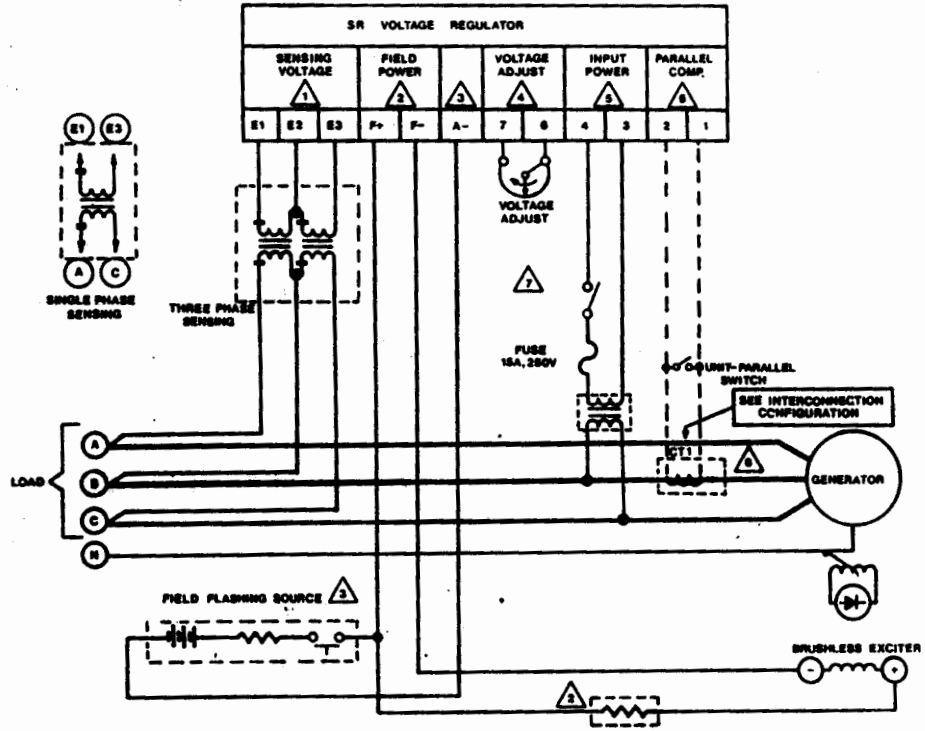 SR VOLTAGE REGULATOR
SENSING VOLTAGE
1
FIELD POWER
2
3
VOLTAGE ADJUST
4
INPUT POWER
5
PARALLEL COMP.
6
E1 E2 E3 F+ F- A- 7 6 4 3 2 1
E1 E3
A C
SINGLE PHASE
SENSING
THREE PHASE
SENSING
VOLTAGE
ADJUST
7
FUSE
15A, 250V
UNIT-PARALLEL
SWITCH
SEE INTERCONNECTION
CONFIGURATION
CT1
6
LOAD
A
B
C
N
GENERATOR
FIELD FLASHING SOURCE
3
BRUSHLESS EXCITER
- +
2